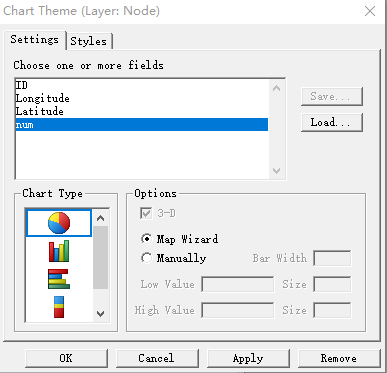 Chart Theme (Layer: Node)
Settings Styles
Choose one or more fields
ID
Longitude
Latitude
num
Save...
Load...
Chart Type
Options
3-D
Map Wizard
Manually Bar Width
Low Value Size
High Value Size
OK Cancel Apply Remove